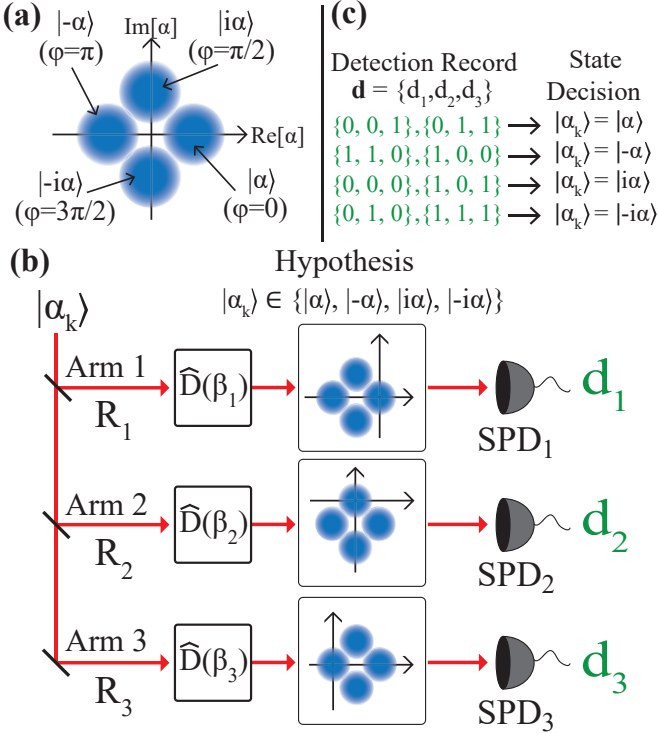 (a)
|-α⟩
(φ=π)
Im[α]
|iα⟩
(φ=π/2)
Re[α]
|-iα⟩
(φ=3π/2)
|α⟩
(φ=0)
(c)
Detection Record
d = {d₁,d₂,d₃}
State
Decision
{0, 0, 1},{0, 1, 1} |αₖ⟩ = |α⟩
{1, 1, 0},{1, 0, 0} |αₖ⟩ = |-α⟩
{0, 0, 0},{1, 0, 1} |αₖ⟩ = |iα⟩
{0, 1, 0},{1, 1, 1} |αₖ⟩ = |-iα⟩
(b)
Hypothesis
|αₖ⟩ ∈ {|α⟩, |-α⟩, |iα⟩, |-iα⟩}
|αₖ⟩
Arm 1
R₁
D̂(β₁)
SPD₁
d₁
Arm 2
R₂
D̂(β₂)
SPD₂
d₂
Arm 3
R₃
D̂(β₃)
SPD₃
d₃